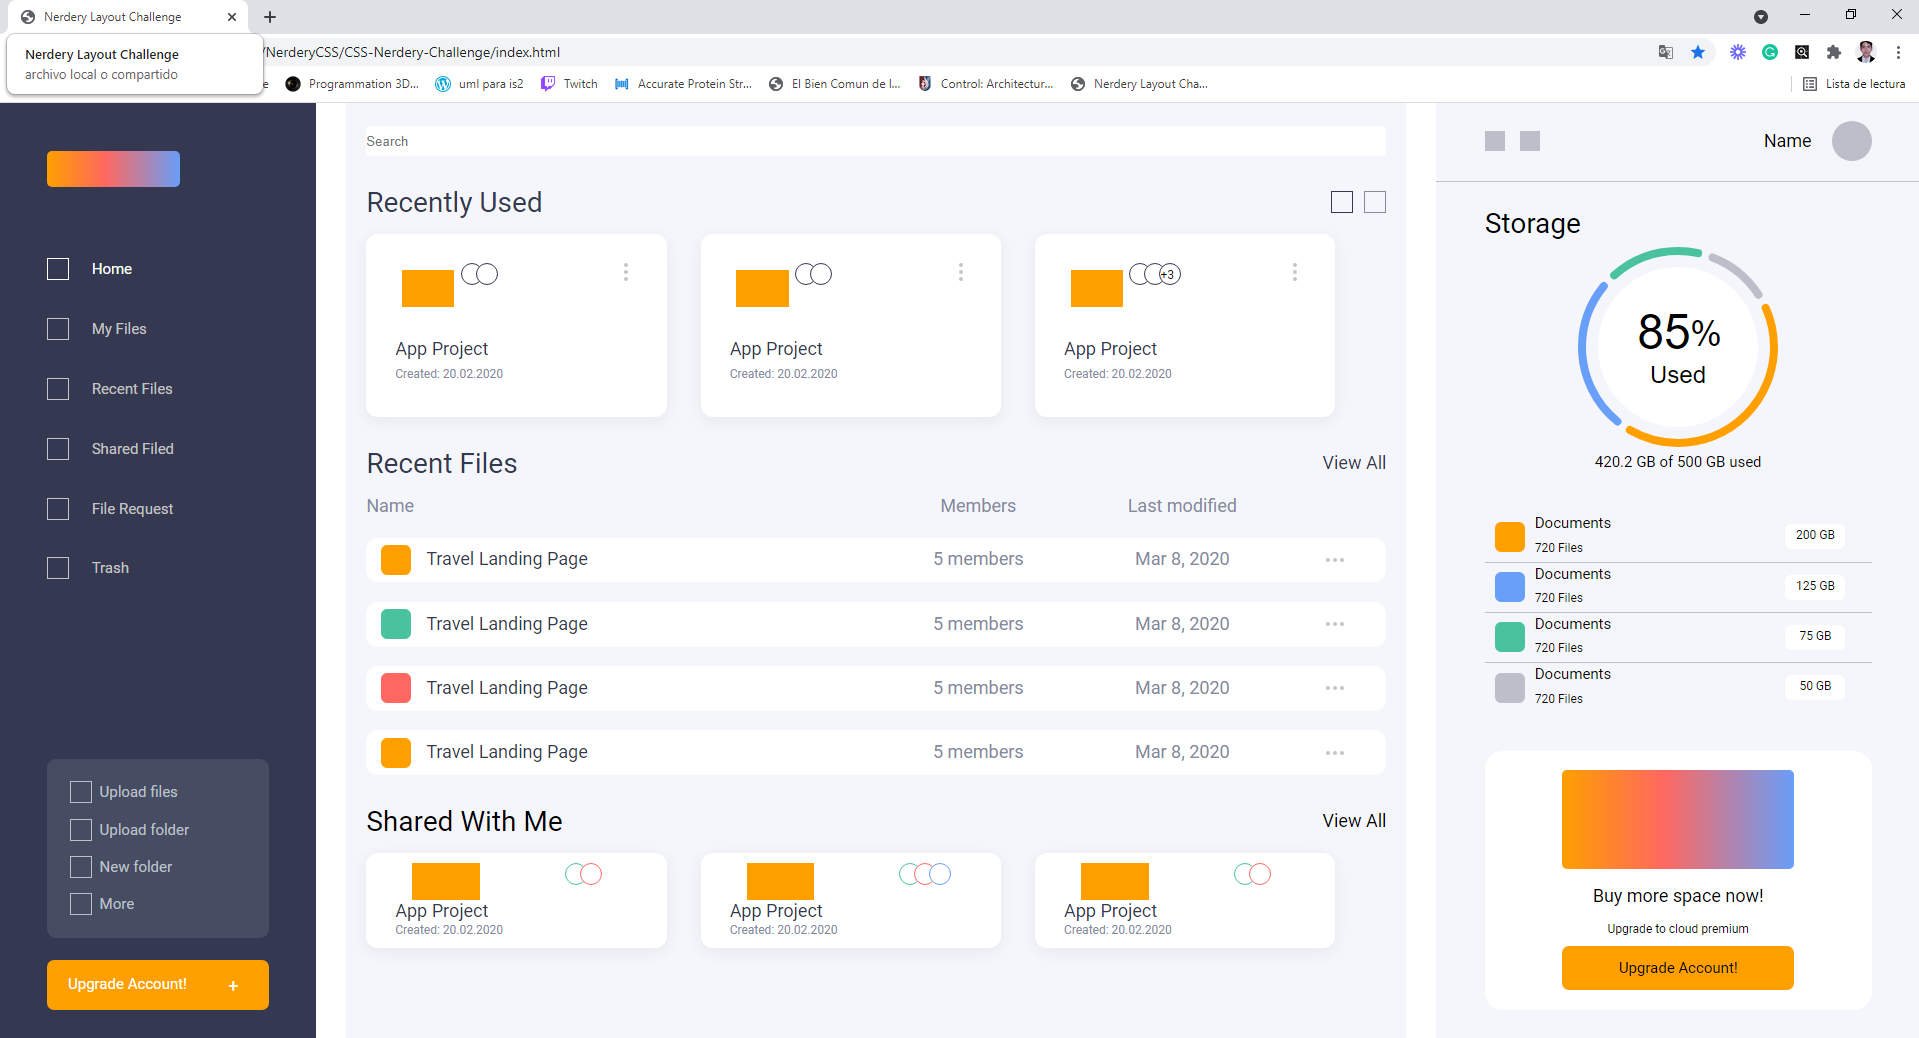 Nerdery Layout Challenge
Nerdery Layout Challenge
archivo local o compartido
/NerderyCSS/CSS-Nerdery-Challenge/index.html
e
Programmation 3D...
uml para is2
Twitch
Accurate Protein Str...
El Bien Comun de l...
Control: Architectur...
Nerdery Layout Cha...
Lista de lectura
Home
My Files
Recent Files
Shared Filed
File Request
Trash
Upload files
Upload folder
New folder
More
Upgrade Account! +
Search
Recently Used
+3
App Project
Created: 20.02.2020
App Project
Created: 20.02.2020
App Project
Created: 20.02.2020
Recent Files
View All
Name Members Last modified
Travel Landing Page 5 members Mar 8, 2020
Travel Landing Page 5 members Mar 8, 2020
Travel Landing Page 5 members Mar 8, 2020
Travel Landing Page 5 members Mar 8, 2020
Shared With Me
View All
App Project
Created: 20.02.2020
App Project
Created: 20.02.2020
App Project
Created: 20.02.2020
Name
Storage
85%
Used
420.2 GB of 500 GB used
Documents
720 Files
200 GB
Documents
720 Files
125 GB
Documents
720 Files
75 GB
Documents
720 Files
50 GB
Buy more space now!
Upgrade to cloud premium
Upgrade Account!